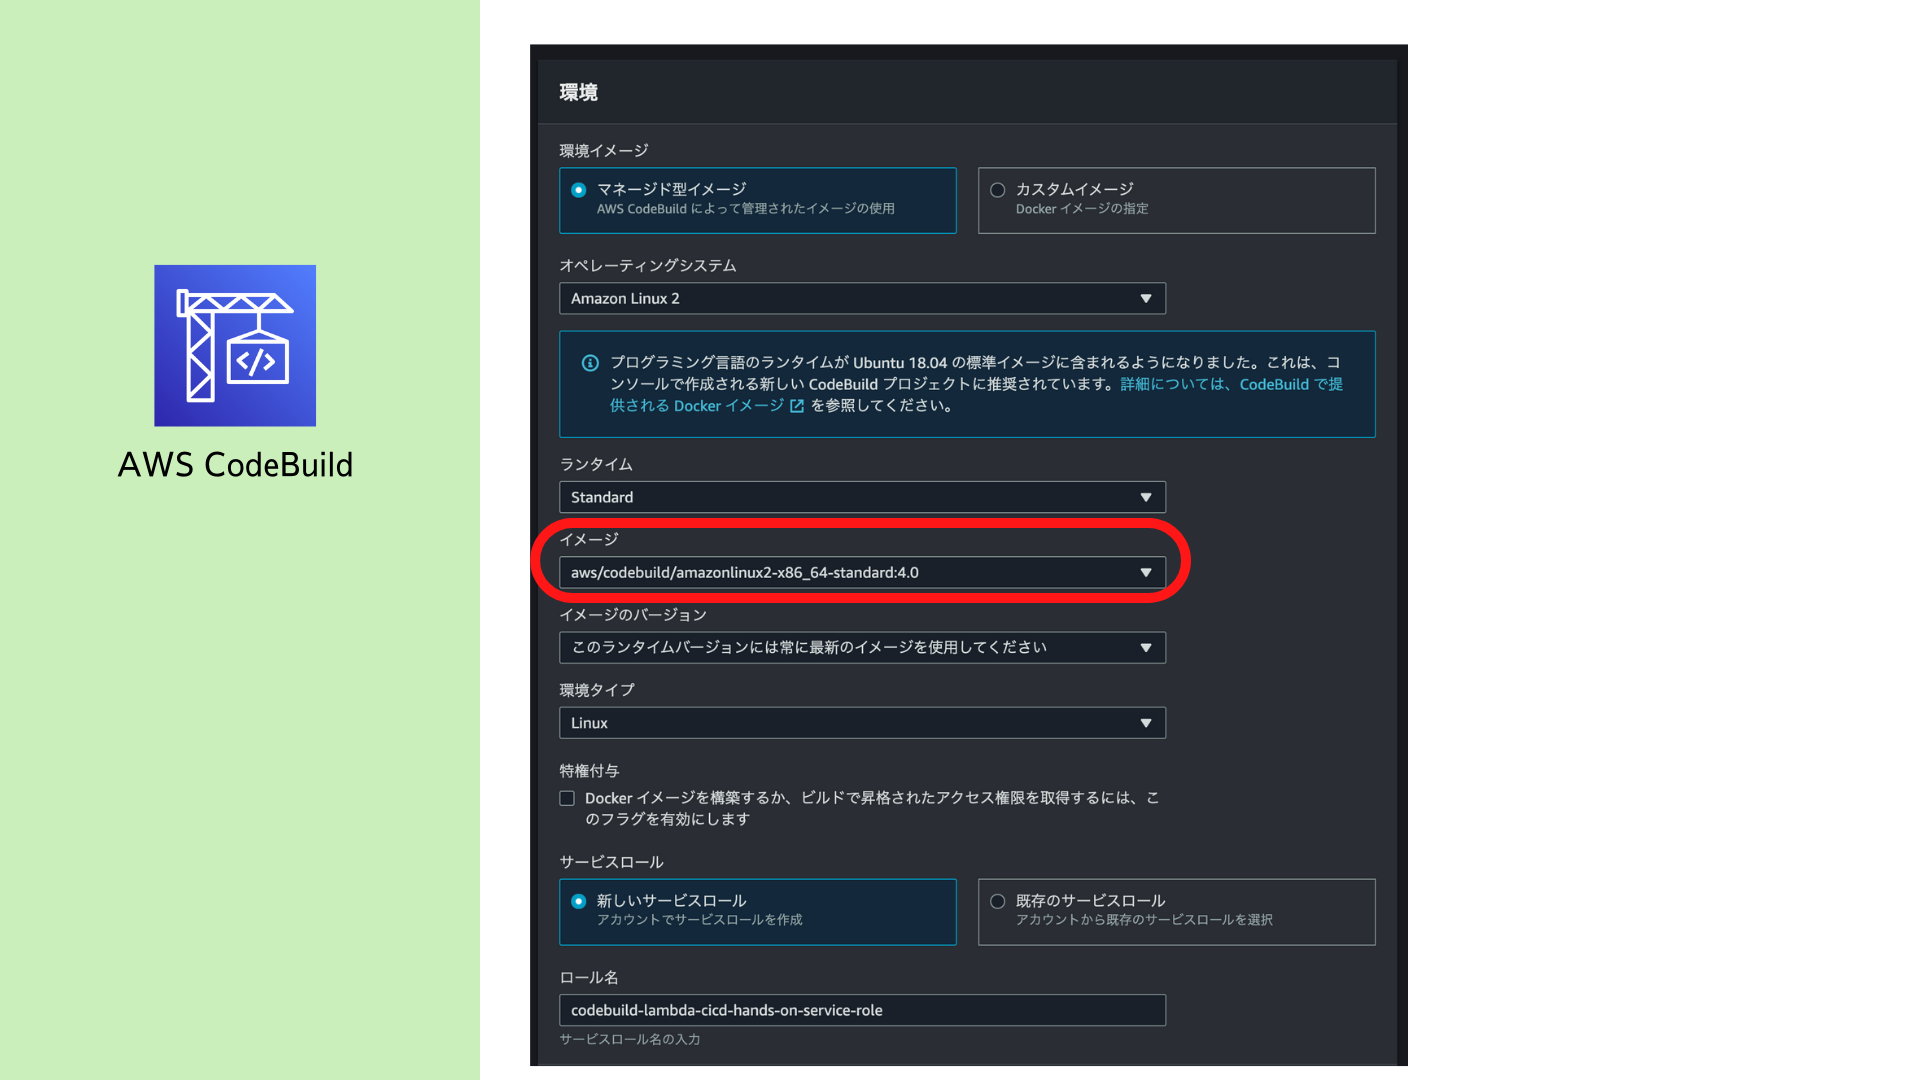 AWS CodeBuild
環境
環境イメージ
マネージド型イメージ
AWS CodeBuild によって管理されたイメージの使用
カスタムイメージ
Docker イメージの指定
オペレーティングシステム
Amazon Linux 2
プログラミング言語のランタイムが Ubuntu 18.04 の標準イメージに含まれるようになりました。これは、コ
ンソールで作成される新しい CodeBuild プロジェクトに推奨されています。詳細については、CodeBuild で提
供される Docker イメージ を参照してください。
ランタイム
Standard
イメージ
aws/codebuild/amazonlinux2-x86_64-standard:4.0
イメージのバージョン
このランタイムバージョンには常に最新のイメージを使用してください
環境タイプ
Linux
特権付与
Docker イメージを構築するか、ビルドで昇格されたアクセス権限を取得するには、こ
のフラグを有効にします
サービスロール
新しいサービスロール
アカウントでサービスロールを作成
既存のサービスロール
アカウントから既存のサービスロールを選択
ロール名
codebuild-lambda-cicd-hands-on-service-role
サービスロール名の入力